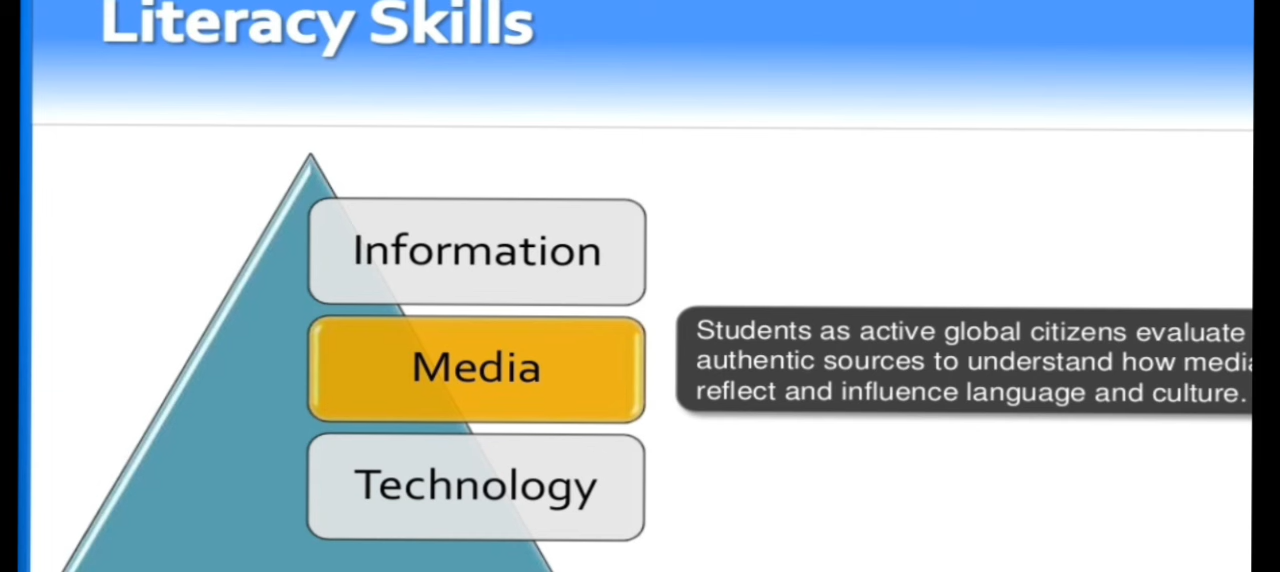 Literacy Skills
Information
Media
Technology
Students as active global citizens evaluate
authentic sources to understand how media
reflect and influence language and culture.